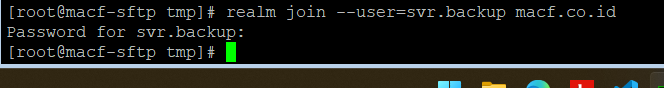 [root@macf-sftp tmp]# realm join --user=svr.backup macf.co.id
Password for svr.backup:
[root@macf-sftp tmp]#